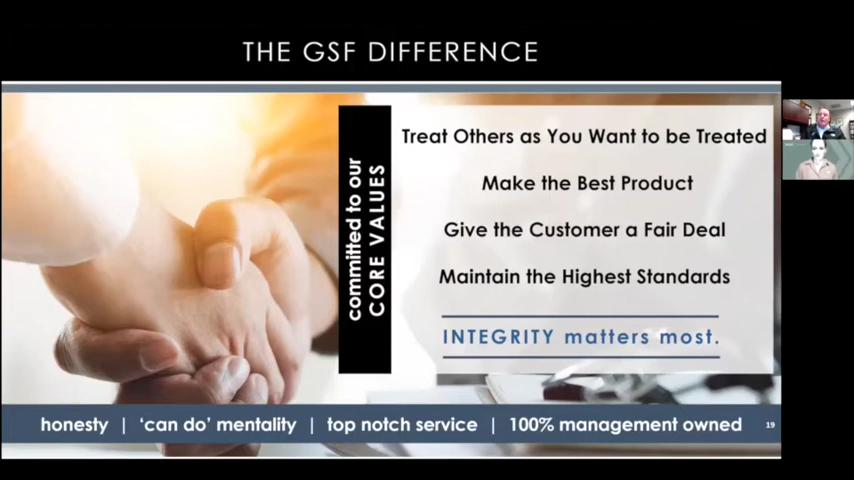 THE GSF DIFFERENCE
committed to our
CORE VALUES
Treat Others as You Want to be Treated
Make the Best Product
Give the Customer a Fair Deal
Maintain the Highest Standards
INTEGRITY matters most.
honesty | ‘can do’ mentality | top notch service | 100% management owned
19